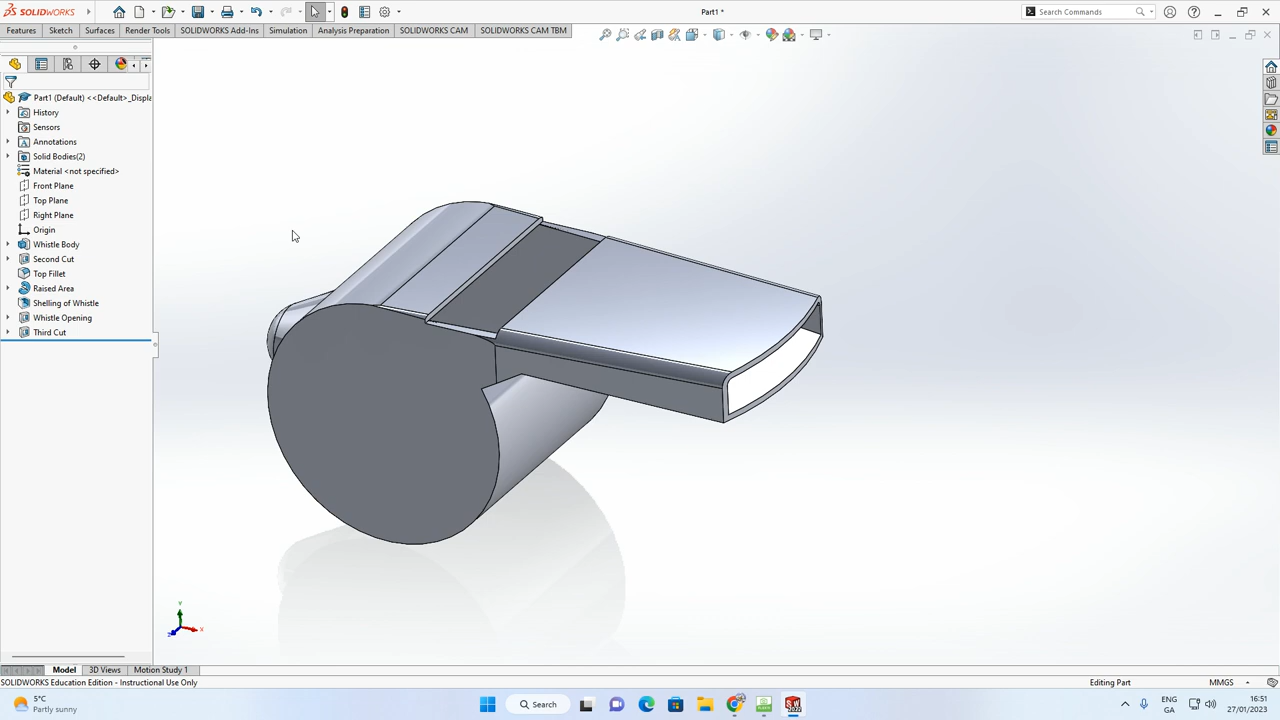 SOLIDWORKS
Part1 *
Search Commands
Features
Sketch
Surfaces
Render Tools
SOLIDWORKS Add-Ins
Simulation
Analysis Preparation
SOLIDWORKS CAM
SOLIDWORKS CAM TBM
Part1 (Default) <<Default>_Displa
History
Sensors
Annotations
Solid Bodies(2)
Material <not specified>
Front Plane
Top Plane
Right Plane
Origin
Whistle Body
Second Cut
Top Fillet
Raised Area
Shelling of Whistle
Whistle Opening
Third Cut
Y
X
Z
Model
3D Views
Motion Study 1
SOLIDWORKS Education Edition - Instructional Use Only
Editing Part
MMGS
5°C
Partly sunny
Search
ENG
GA
16:51
27/01/2023